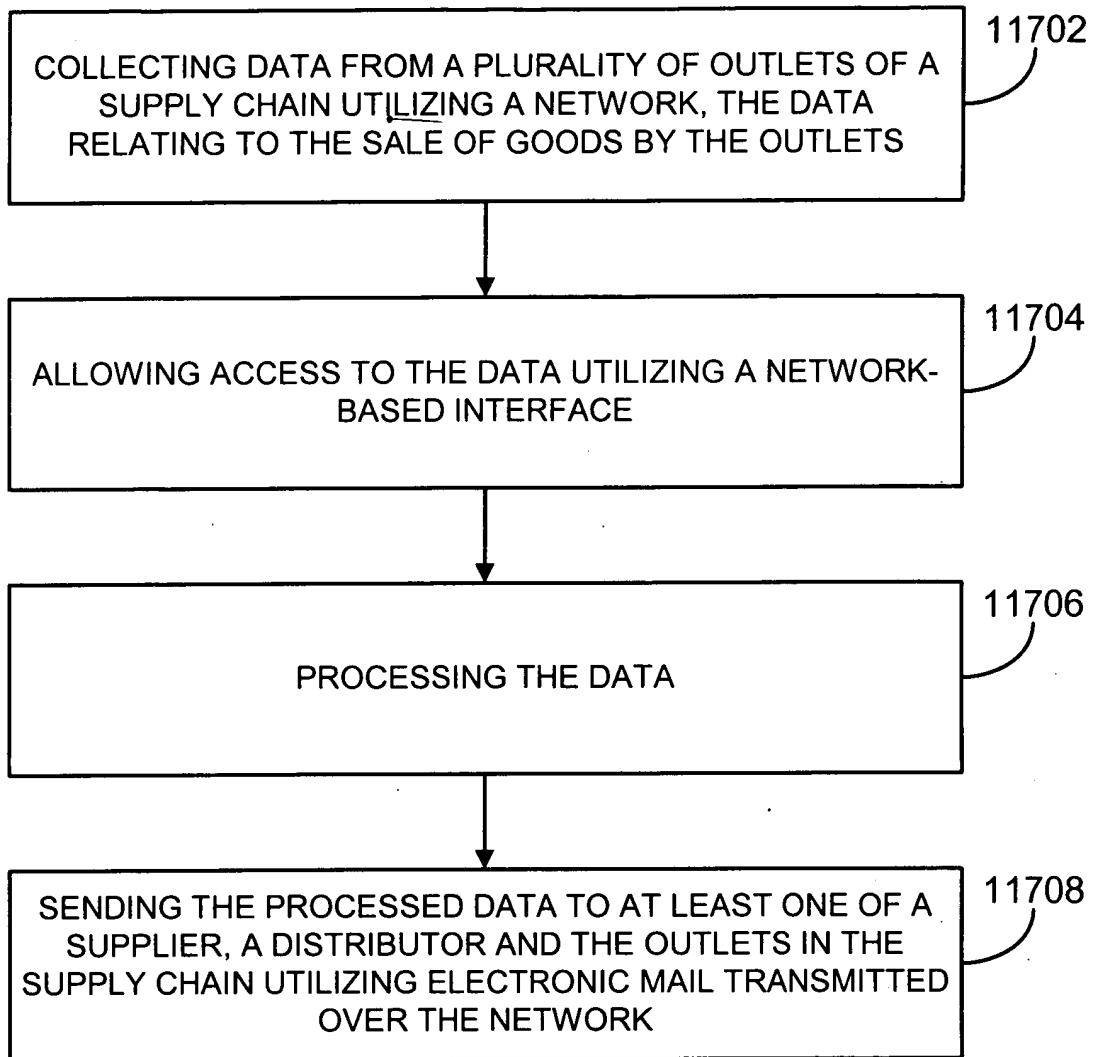 11702
COLLECTING DATA FROM A PLURALITY OF OUTLETS OF A
SUPPLY CHAIN UTILIZING A NETWORK, THE DATA
RELATING TO THE SALE OF GOODS BY THE OUTLETS
11704
ALLOWING ACCESS TO THE DATA UTILIZING A NETWORK-
BASED INTERFACE
11706
PROCESSING THE DATA
11708
SENDING THE PROCESSED DATA TO AT LEAST ONE OF A
SUPPLIER, A DISTRIBUTOR AND THE OUTLETS IN THE
SUPPLY CHAIN UTILIZING ELECTRONIC MAIL TRANSMITTED
OVER THE NETWORK